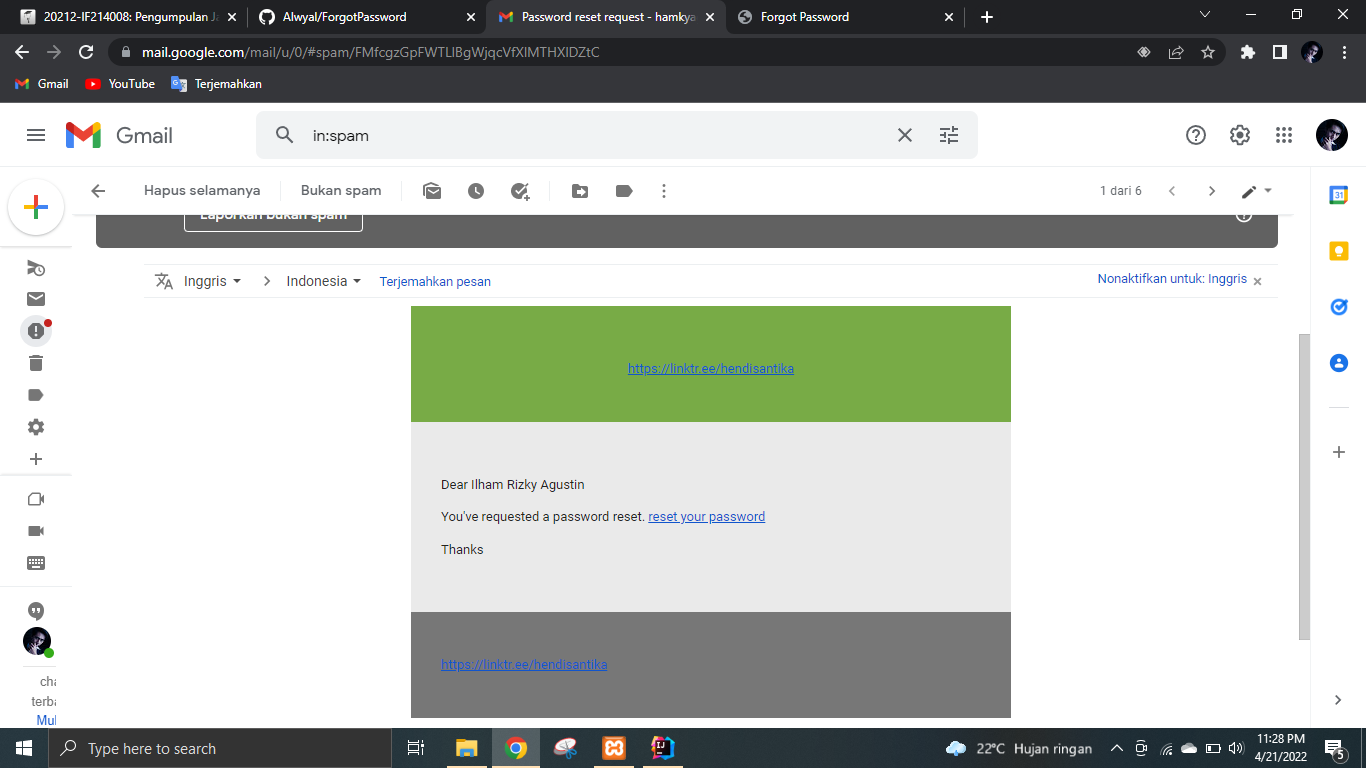 20212-IF214008: Pengumpulan Ja
Alwyal/ForgotPassword
Password reset request - hamkya
Forgot Password
mail.google.com/mail/u/0/#spam/FMfcgzGpFWTLlBgWjqcVfXlMTHXlDZtC
Gmail
YouTube
Terjemahkan
Gmail
in:spam
Hapus selamanya
Bukan spam
1 dari 6
31
Laporkan bukan spam
Inggris
Indonesia
Terjemahkan pesan
Nonaktifkan untuk: Inggris
https://linktr.ee/hendisantika
Dear Ilham Rizky Agustin
You've requested a password reset. reset your password
Thanks
https://linktr.ee/hendisantika
cha
terba
Mul
Type here to search
22°C Hujan ringan
11:28 PM
4/21/2022
5